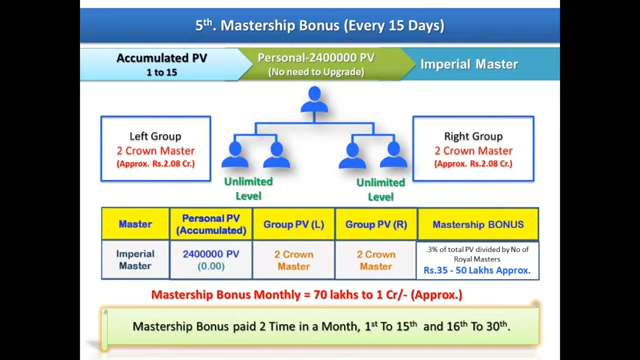 5th. Mastership Bonus (Every 15 Days)
Accumulated PV
1 to 15
Personal-2400000 PV
(No need to Upgrade)
Imperial Master
Left Group
2 Crown Master
(Approx. Rs.2.08 Cr.)
Right Group
2 Crown Master
(Approx. Rs.2.08 Cr.)
Unlimited
Level
Unlimited
Level
Master
Personal PV
(Accumulated)
Group PV (L)
Group PV (R)
Mastership BONUS
Imperial
Master
2400000 PV
(0.00)
2 Crown
Master
2 Crown
Master
.3% of total PV divided by No of
Royal Masters
Rs.35 - 50 Lakhs Approx.
Mastership Bonus Monthly = 70 lakhs to 1 Cr/- (Approx.)
Mastership Bonus paid 2 Time in a Month, 1st To 15th and 16th To 30th.